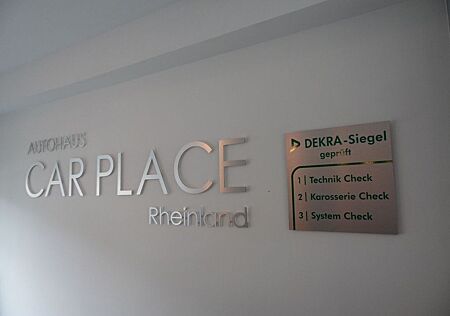 AUTOHAUS
CAR PLACE
Rheinland
DEKRA-Siegel
geprüft
1 | Technik Check
2 | Karosserie Check
3 | System Check